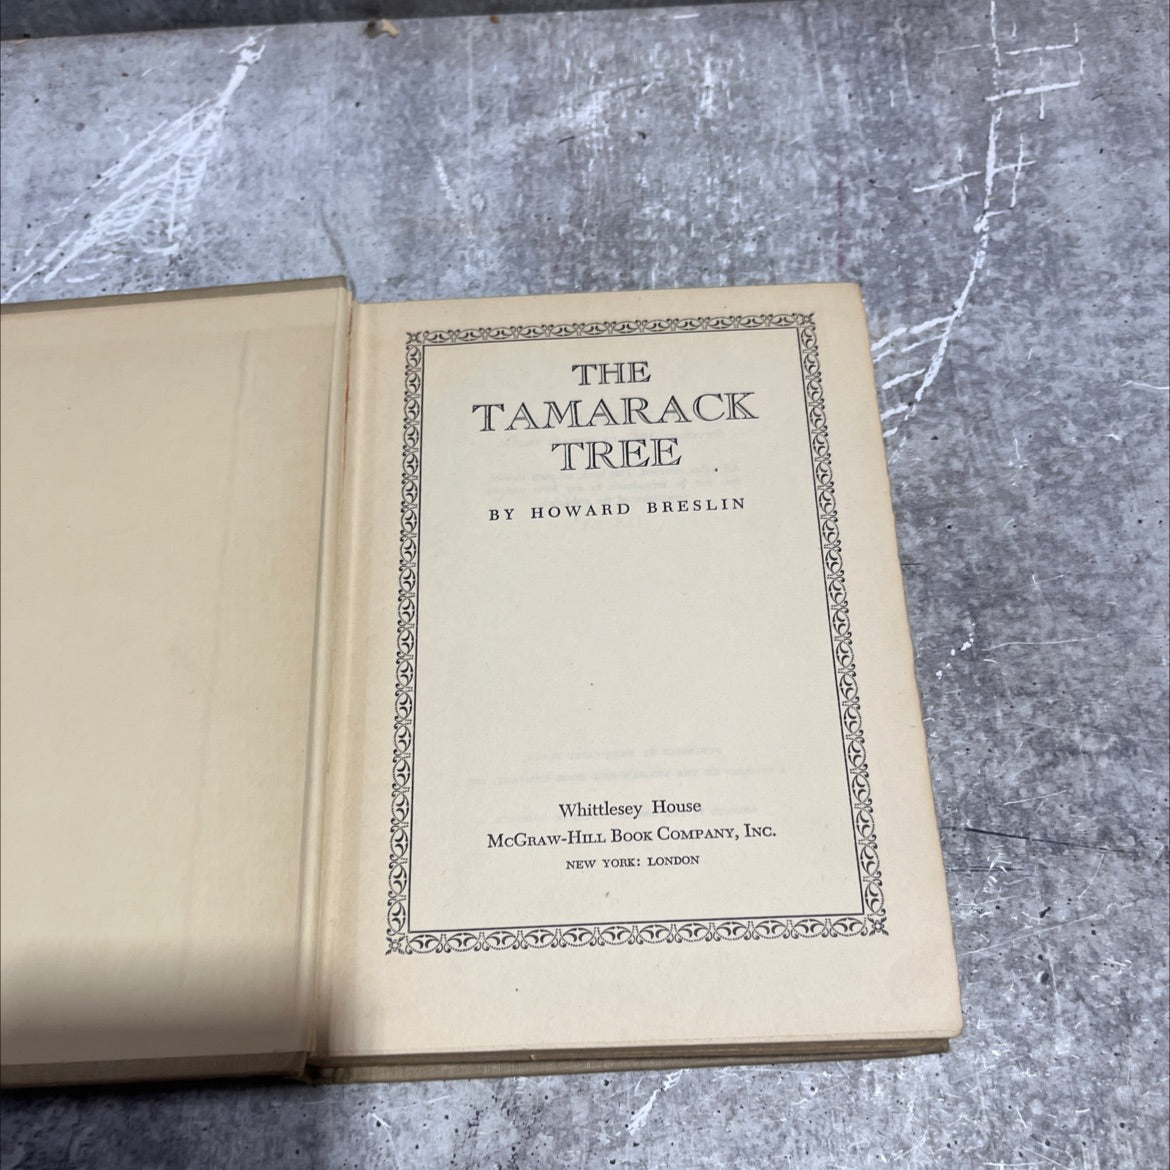 THE
TAMARACK
TREE
BY HOWARD BRESLIN
Whittlesey House
McGRAW-HILL BOOK COMPANY, INC.
NEW YORK: LONDON